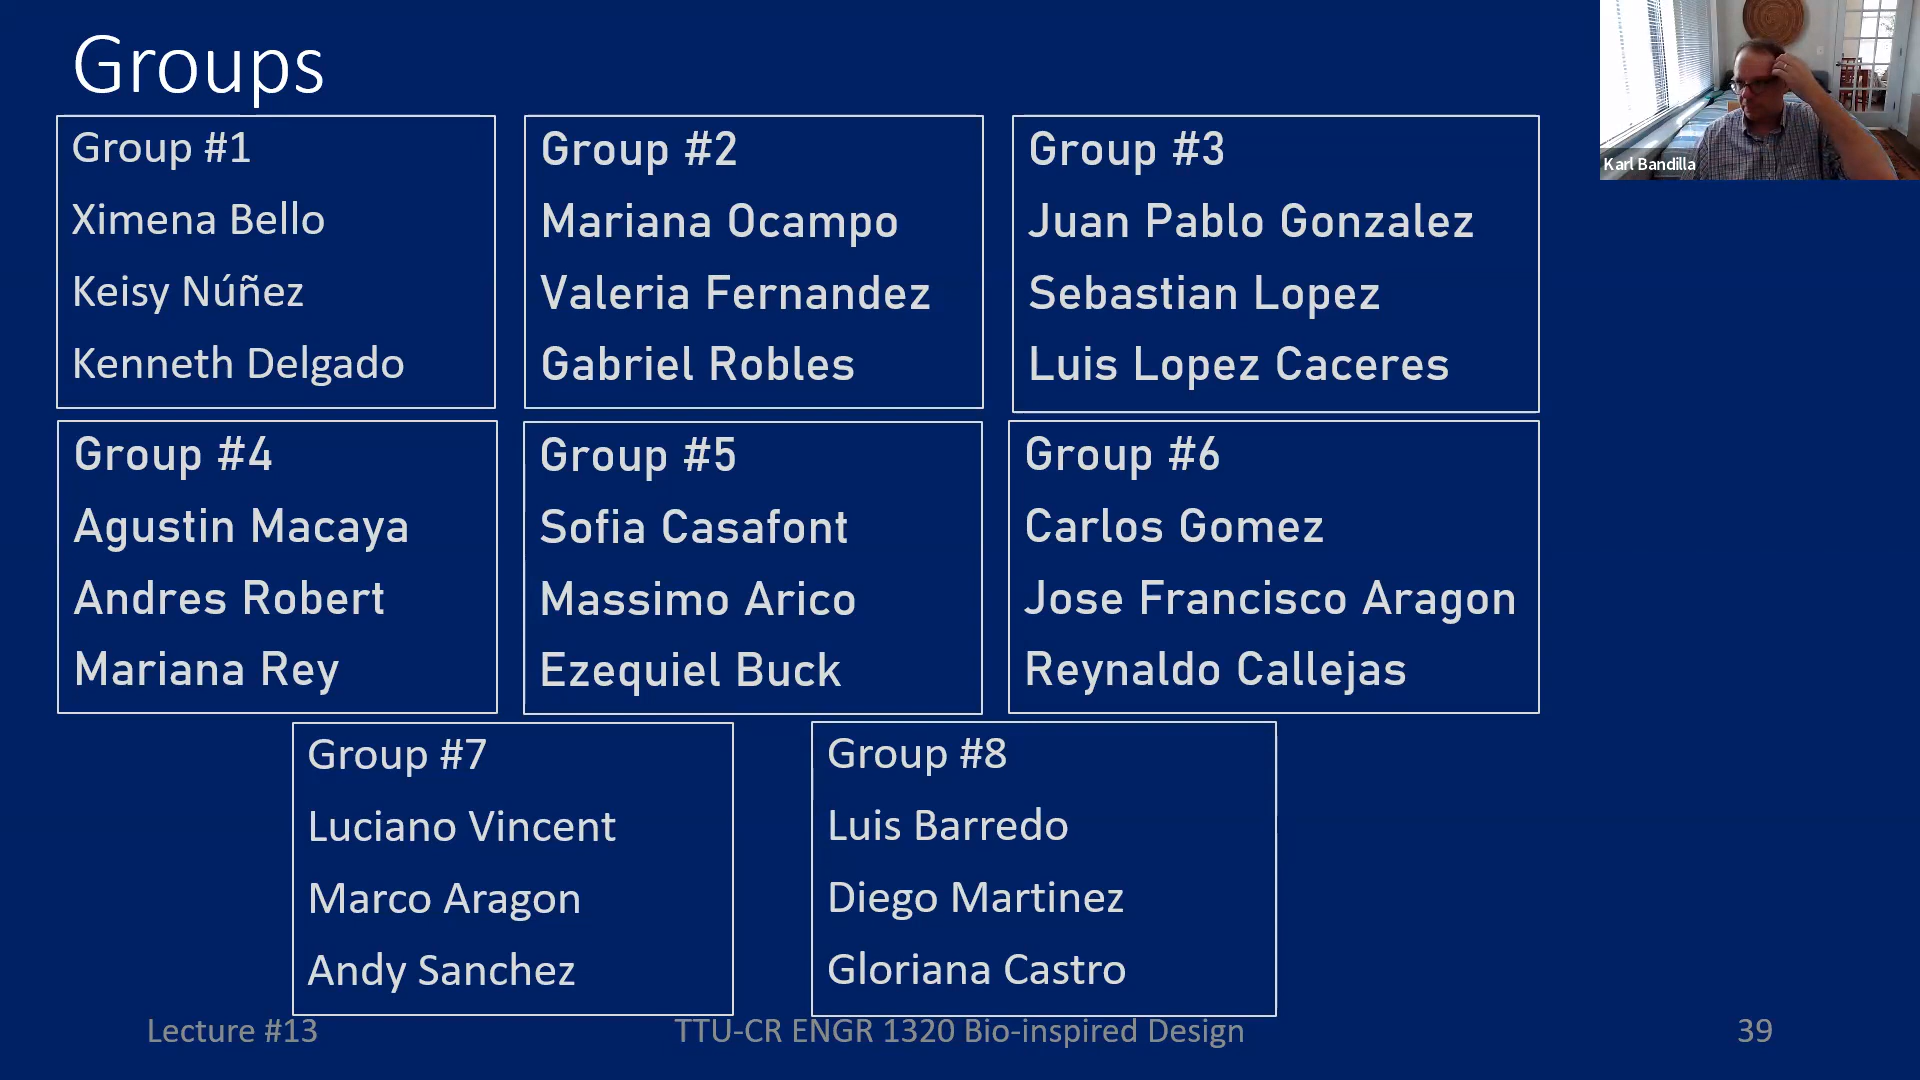 Groups
Karl Bandilla
Group #1
Ximena Bello
Keisy Núñez
Kenneth Delgado
Group #2
Mariana Ocampo
Valeria Fernandez
Gabriel Robles
Group #3
Juan Pablo Gonzalez
Sebastian Lopez
Luis Lopez Caceres
Group #4
Agustin Macaya
Andres Robert
Mariana Rey
Group #5
Sofia Casafont
Massimo Arico
Ezequiel Buck
Group #6
Carlos Gomez
Jose Francisco Aragon
Reynaldo Callejas
Group #7
Luciano Vincent
Marco Aragon
Andy Sanchez
Group #8
Luis Barredo
Diego Martinez
Gloriana Castro
Lecture #13
TTU-CR ENGR 1320 Bio-inspired Design
39